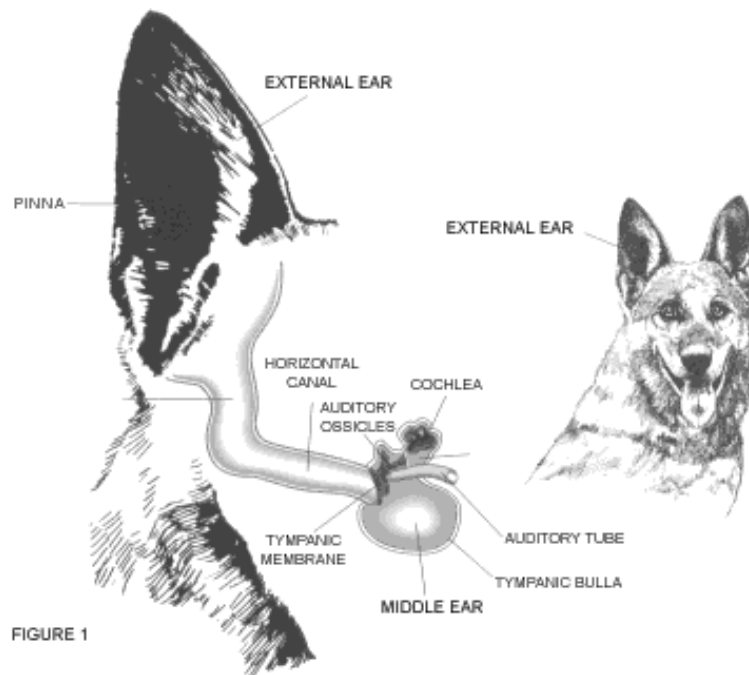 EXTERNAL EAR
PINNA
EXTERNAL EAR
HORIZONTAL
CANAL
COCHLEA
AUDITORY
OSSICLES
TYMPANIC
MEMBRANE
AUDITORY TUBE
TYMPANIC BULLA
MIDDLE EAR
FIGURE 1